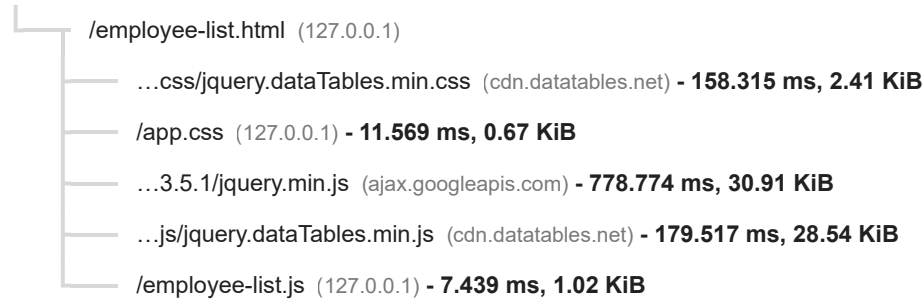 /employee-list.html (127.0.0.1)
…css/jquery.dataTables.min.css (cdn.datatables.net) - 158.315 ms, 2.41 KiB
/app.css (127.0.0.1) - 11.569 ms, 0.67 KiB
…3.5.1/jquery.min.js (ajax.googleapis.com) - 778.774 ms, 30.91 KiB
…js/jquery.dataTables.min.js (cdn.datatables.net) - 179.517 ms, 28.54 KiB
/employee-list.js (127.0.0.1) - 7.439 ms, 1.02 KiB